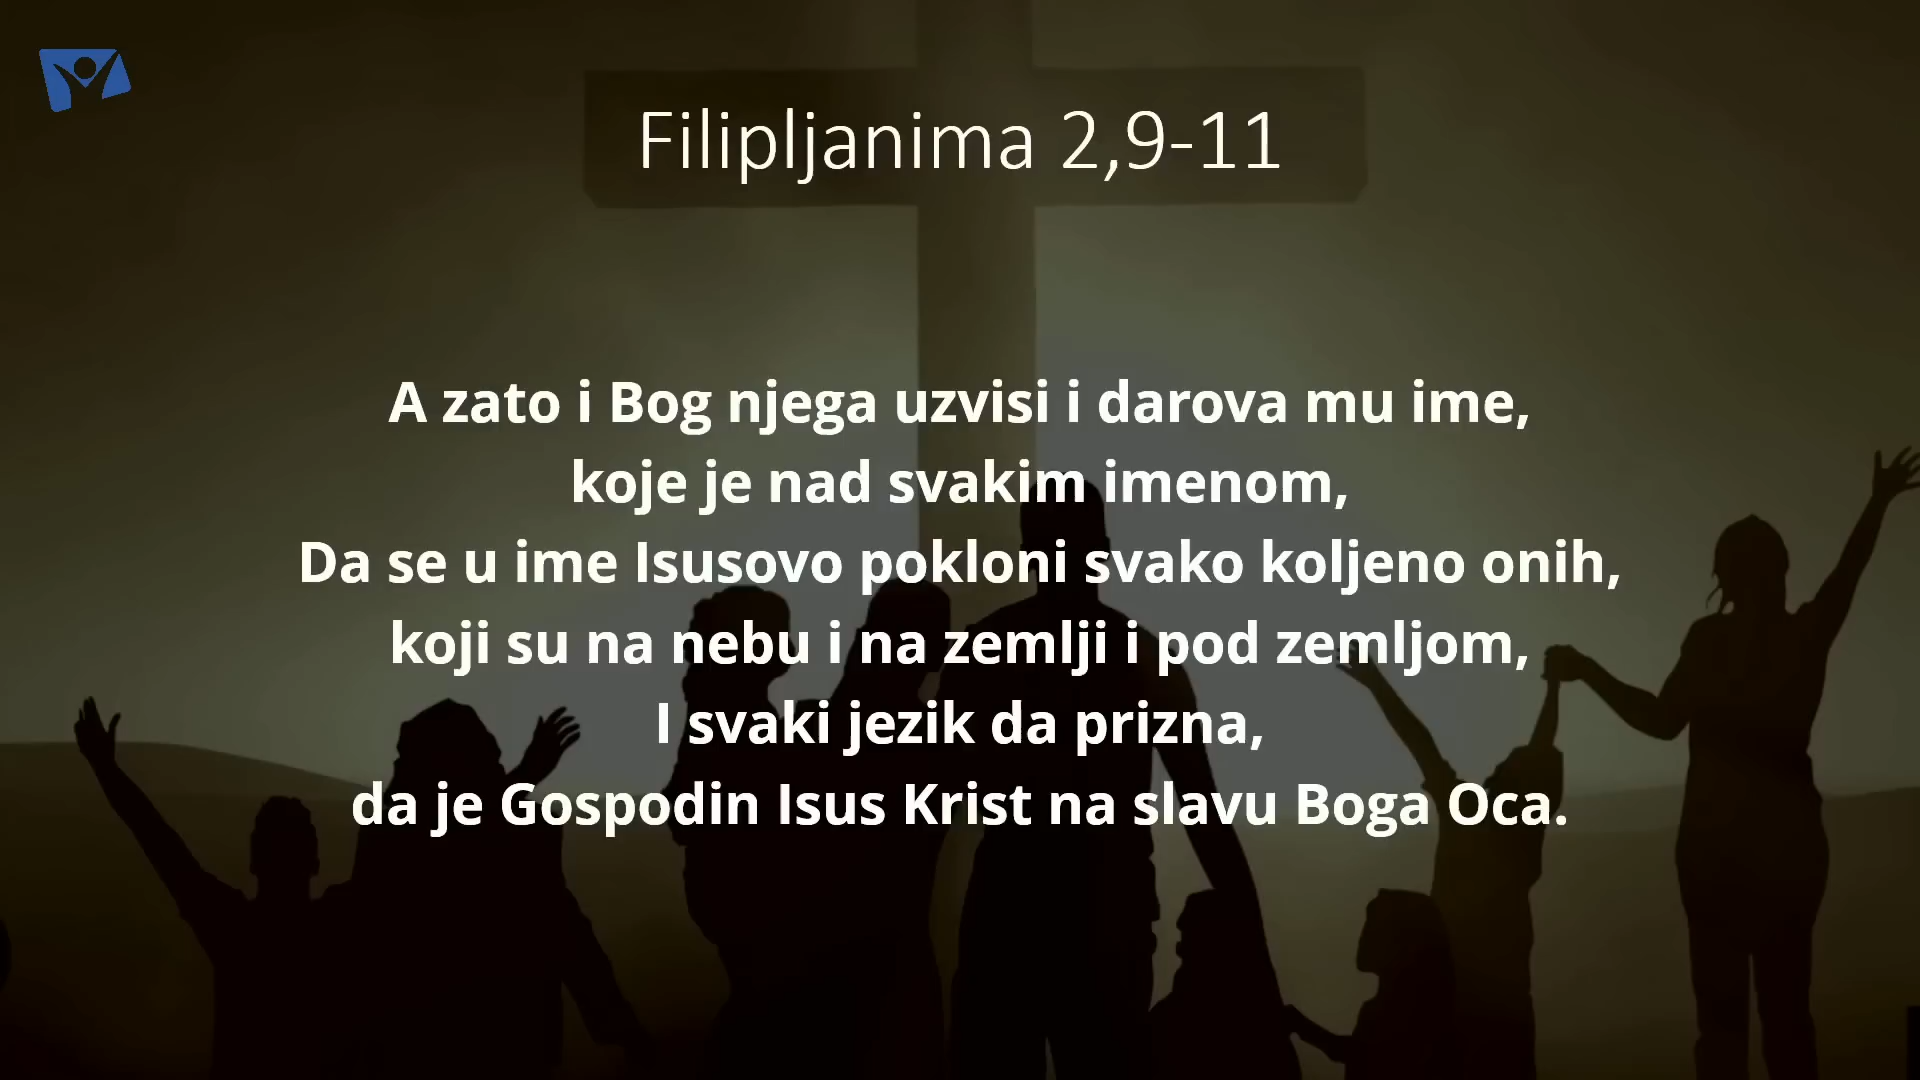 Filipljanima 2,9-11
A zato i Bog njega uzvisi i darova mu ime,
koje je nad svakim imenom,
Da se u ime Isusovo pokloni svako koljeno onih,
koji su na nebu i na zemlji i pod zemljom,
I svaki jezik da prizna,
da je Gospodin Isus Krist na slavu Boga Oca.